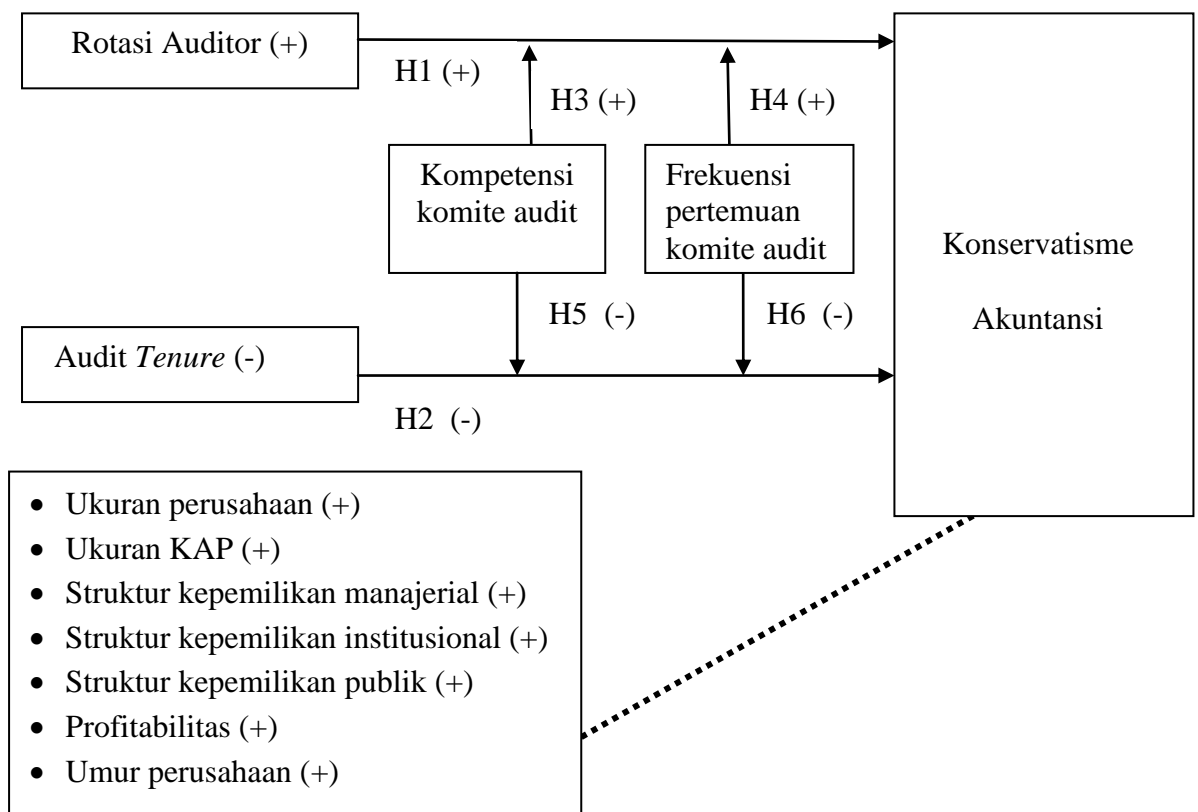 Rotasi Auditor (+)
H1 (+)
H3 (+)
H4 (+)
Kompetensi
komite audit
Frekuensi
pertemuan
komite audit
Konservatisme
Akuntansi
H5 (-)
H6 (-)
Audit Tenure (-)
H2 (-)
• Ukuran perusahaan (+)
• Ukuran KAP (+)
• Struktur kepemilikan manajerial (+)
• Struktur kepemilikan institusional (+)
• Struktur kepemilikan publik (+)
• Profitabilitas (+)
• Umur perusahaan (+)